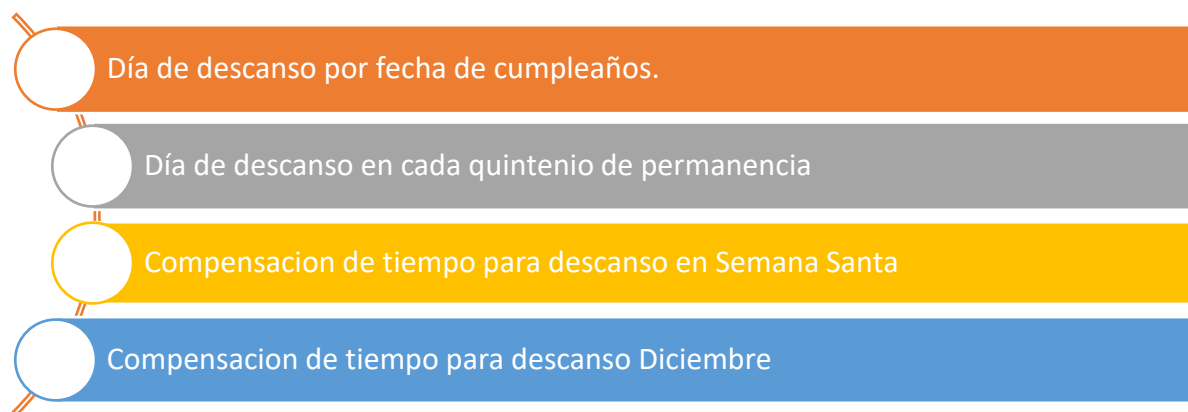 Día de descanso por fecha de cumpleaños.
Día de descanso en cada quintenio de permanencia
Compensacion de tiempo para descanso en Semana Santa
Compensacion de tiempo para descanso Diciembre